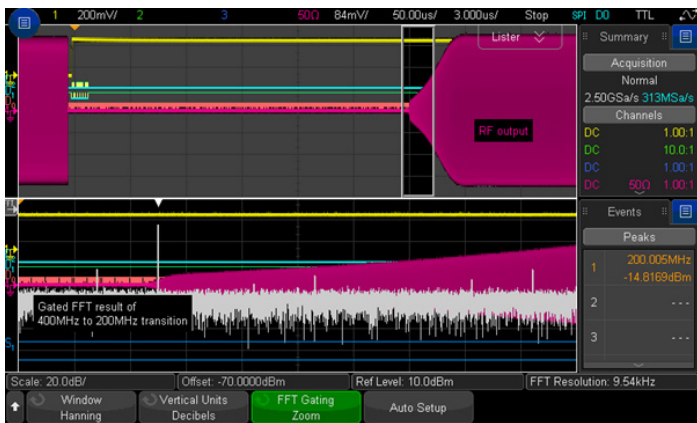 1 200mV/ 2 3 50Ω 84mV/ 50.00us/ 3.000us/ Stop SPI D0 TTL
Lister
Summary
Acquisition
Normal
2.50GSa/s 313MSa/s
Channels
DC 1.00:1
DC 10.0:1
DC 1.00:1
DC 50Ω 1.00:1
RF output
Events
Peaks
1 200.005MHz
-14.8169dBm
2 ---
3 ---
Gated FFT result of
400MHz to 200MHz transition
S1
Scale: 20.0dB/ Offset: -70.0000dBm Ref Level: 10.0dBm FFT Resolution: 9.54kHz
Window Vertical Units FFT Gating Auto Setup
Hanning Decibels Zoom